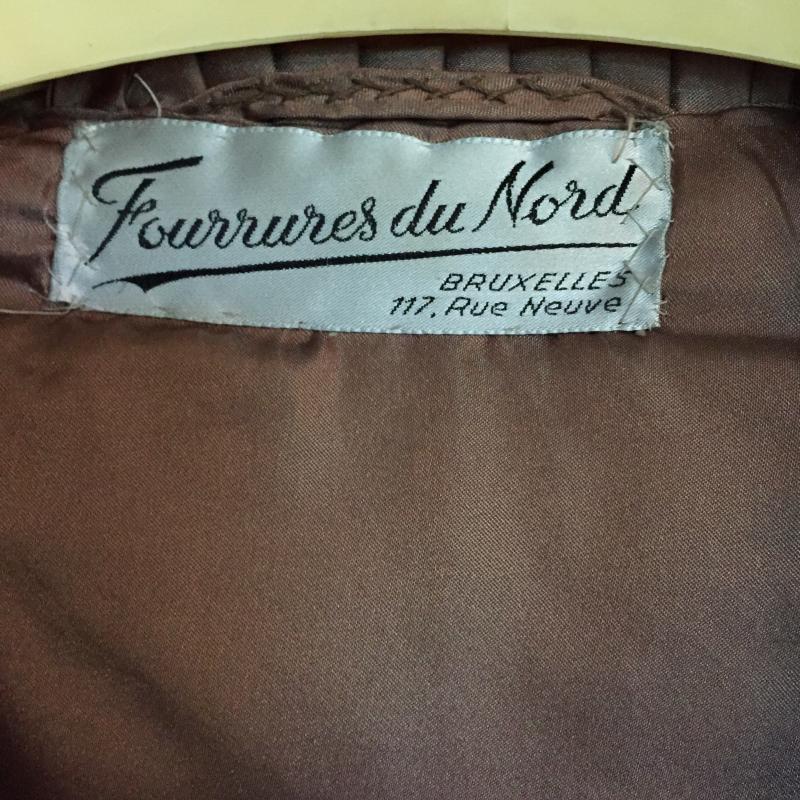 Fourrures du Nord
BRUXELLES
117, Rue Neuve